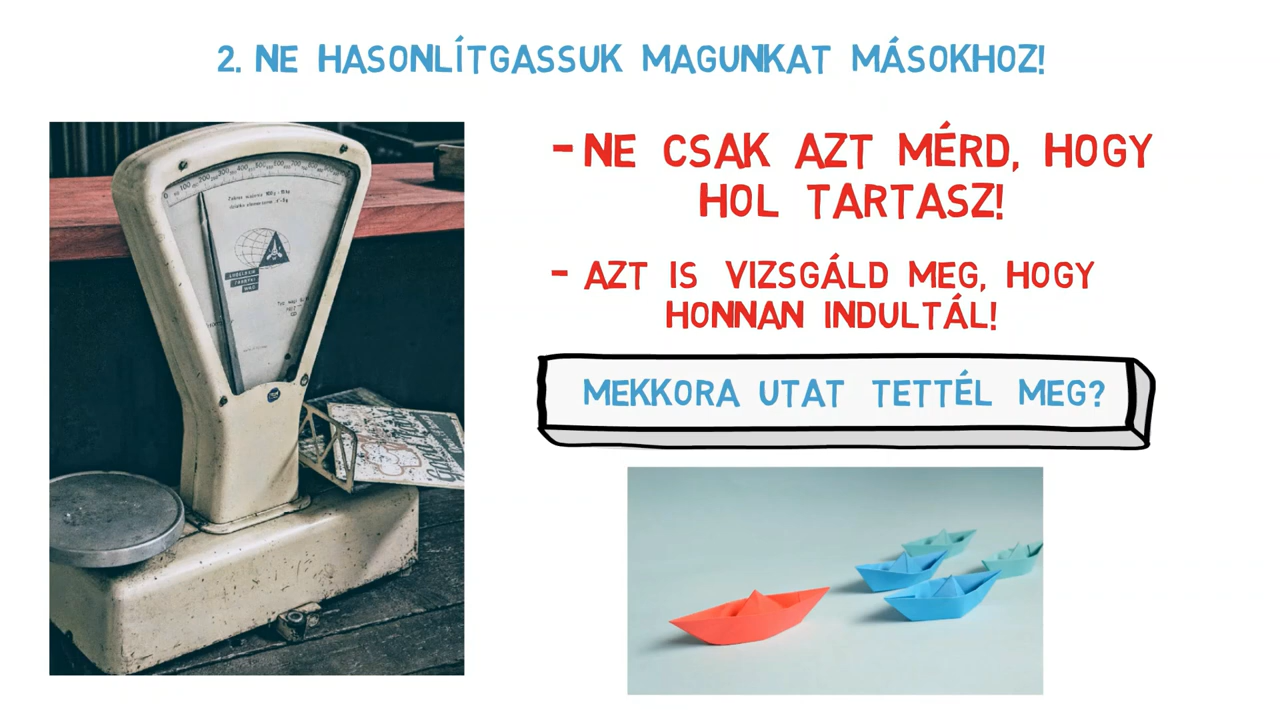 2. NE HASONLÍTGASSUK MAGUNKAT MÁSOKHOZ!
- NE CSAK AZT MÉRD, HOGY
HOL TARTASZ!
- AZT IS VIZSGÁLD MEG, HOGY
HONNAN INDULTÁL!
MEKKORA UTAT TETTÉL MEG?